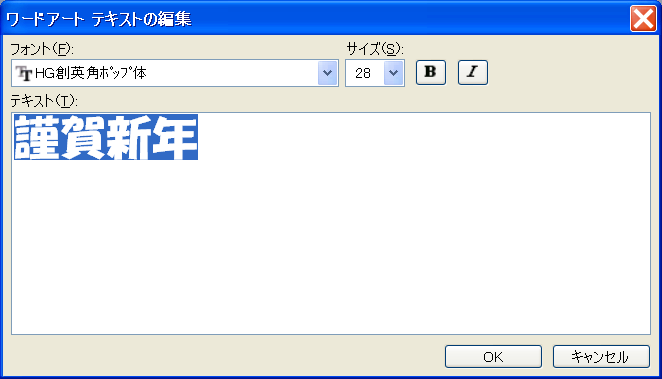 ワードアート テキストの編集
フォント(F): サイズ(S):
HG創英角ﾎﾟｯﾌﾟ体 28 B I
テキスト(T):
謹賀新年
OK キャンセル